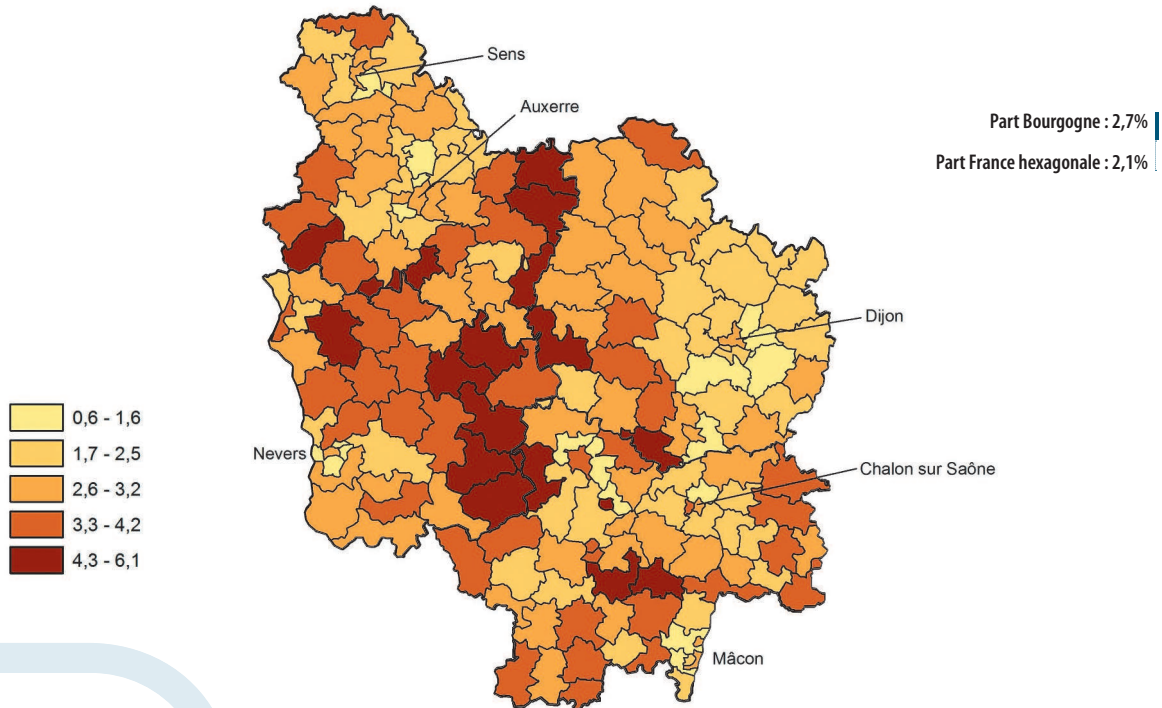 Sens
Auxerre
Part Bourgogne : 2,7%
Part France hexagonale : 2,1%
Dijon
0,6 - 1,6
1,7 - 2,5
2,6 - 3,2
3,3 - 4,2
4,3 - 6,1
Nevers
Chalon sur Saône
Mâcon